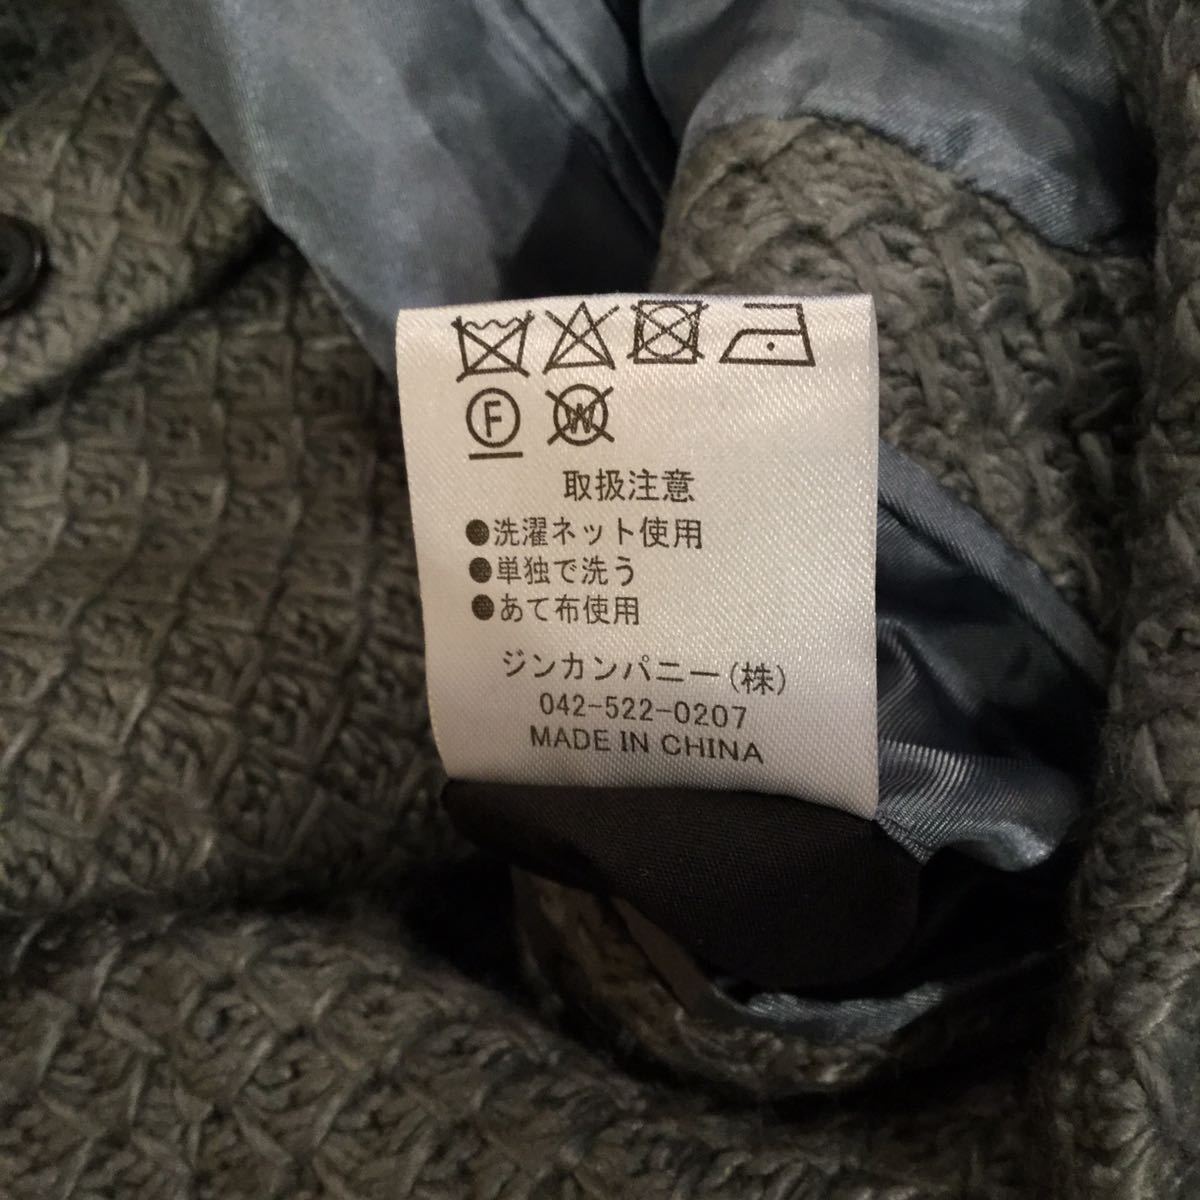 F W
取扱注意
●洗濯ネット使用
●単独で洗う
●あて布使用
ジンカンパニー(株)
042-522-0207
MADE IN CHINA